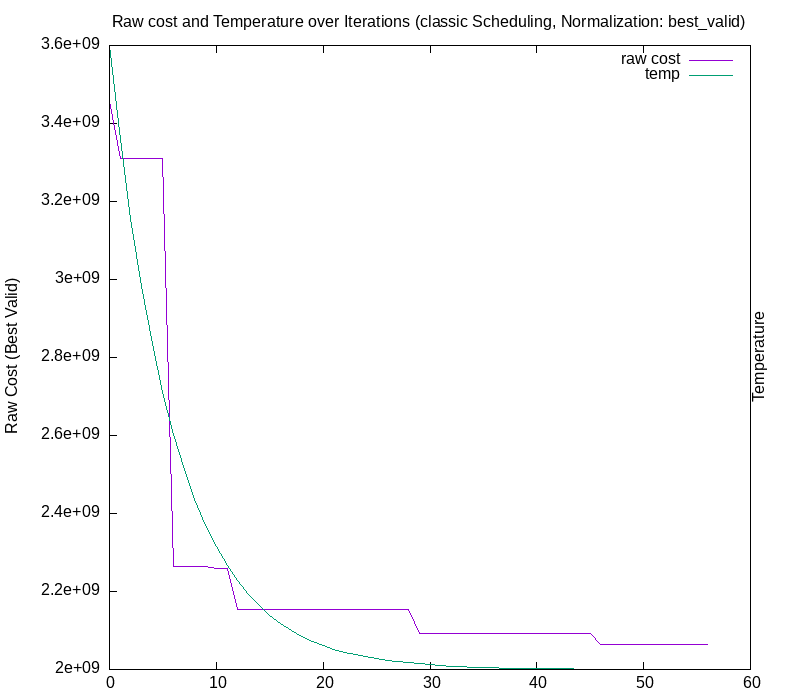 Raw cost and Temperature over Iterations (classic Scheduling, Normalization: best_valid)
raw cost
temp
3.6e+09
3.4e+09
3.2e+09
3e+09
2.8e+09
2.6e+09
2.4e+09
2.2e+09
2e+09
Raw Cost (Best Valid)
Temperature
0 10 20 30 40 50 60